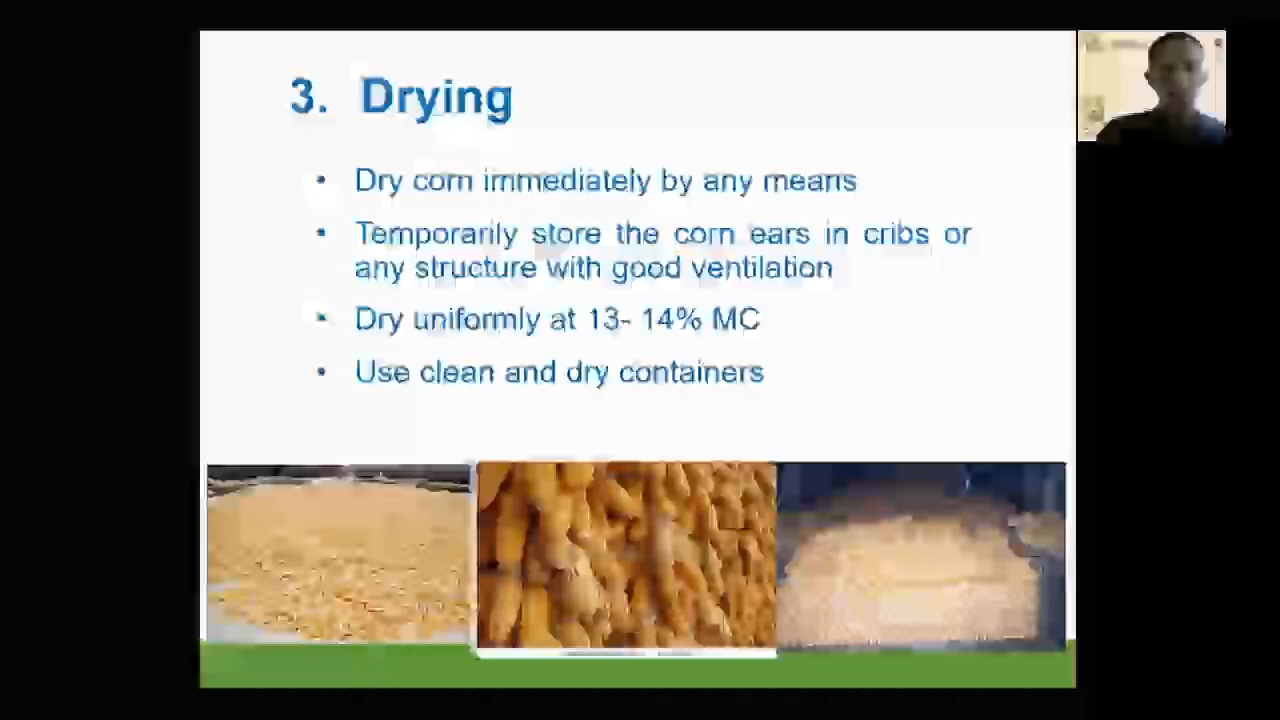 3. Drying
• Dry corn immediately by any means
• Temporarily store the corn ears in cribs or
any structure with good ventilation
• Dry uniformly at 13- 14% MC
• Use clean and dry containers